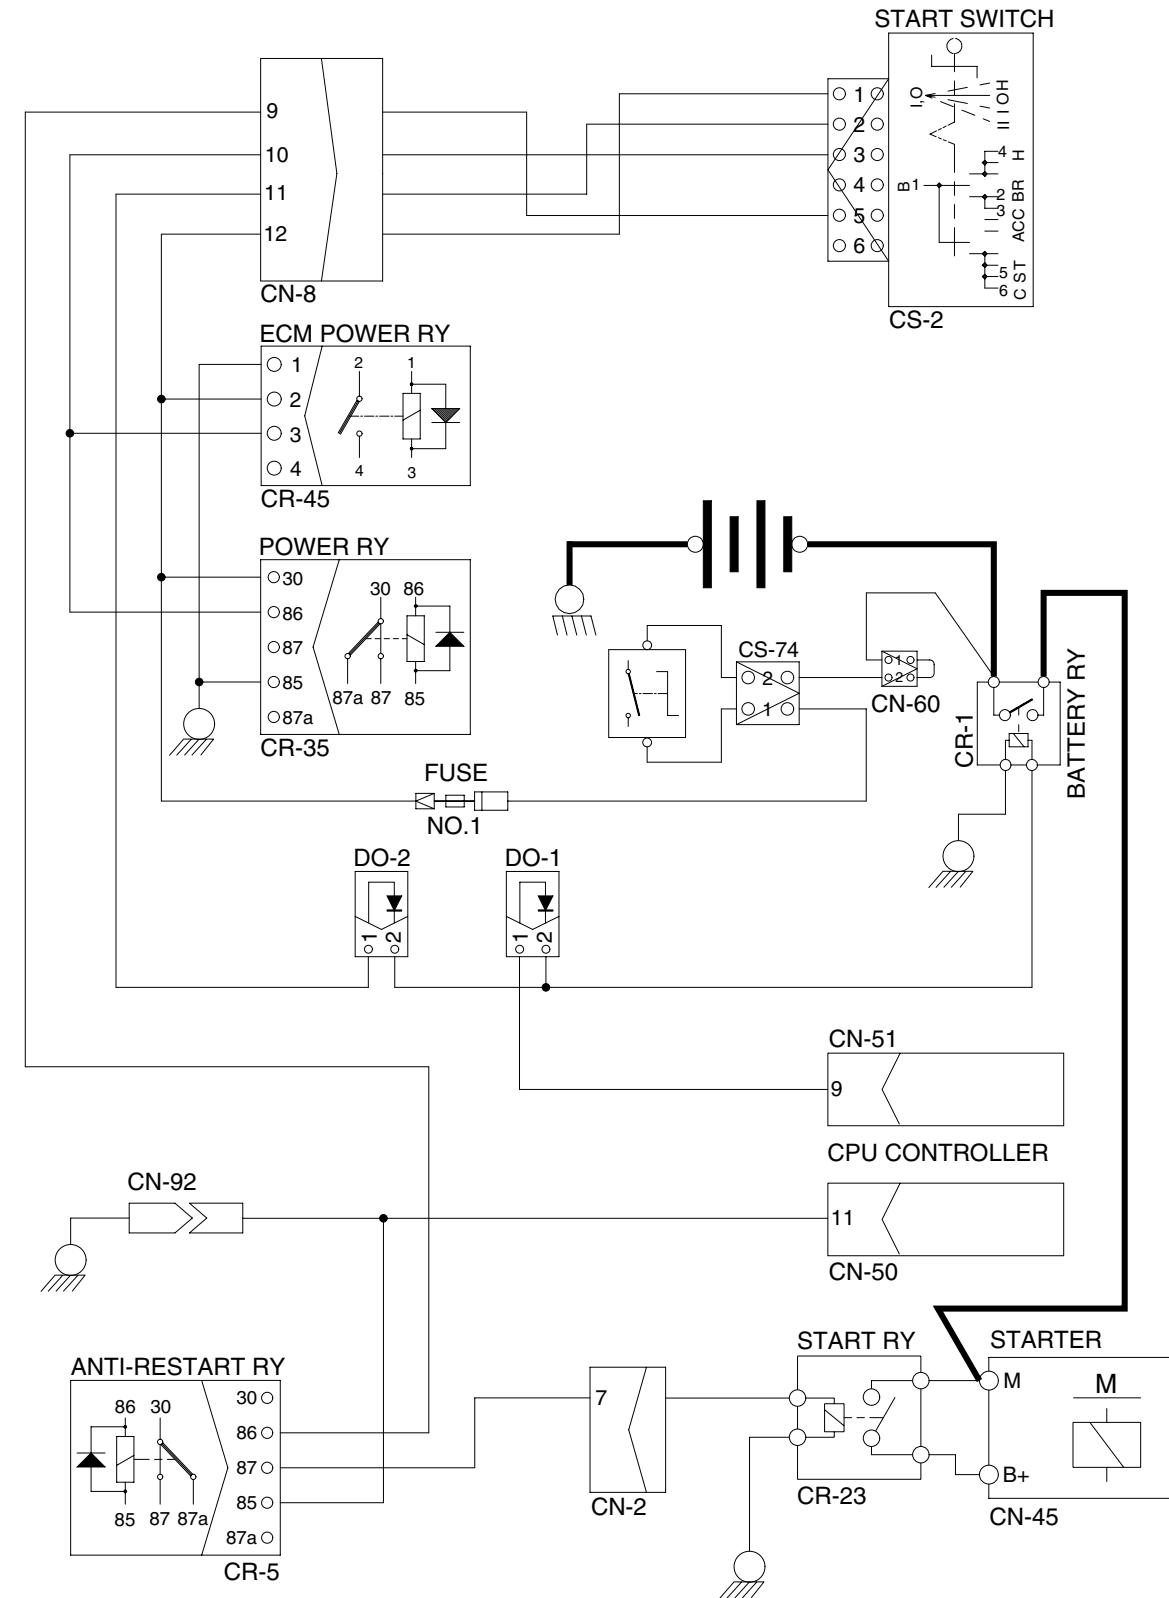 START SWITCH
9
10
11
12
CN-8
1
2
3
4
5
6
I,O
H
O
I
II
B 1
4 H
2 BR
3 ACC
5 ST
6 C
CS-2
ECM POWER RY
1
2
3
4
2 1
4 3
CR-45
POWER RY
30
86
87
85
87a
30 86
87a 87 85
CR-35
CS-74
2
1
1
2
CN-60
CR-1
BATTERY RY
FUSE
NO.1
DO-2
1 2
DO-1
1 2
CN-51
9
CPU CONTROLLER
11
CN-50
CN-92
ANTI-RESTART RY
86 30
85 87 87a
30
86
87
85
87a
CR-5
7
CN-2
START RY
CR-23
STARTER
M
M
B+
CN-45